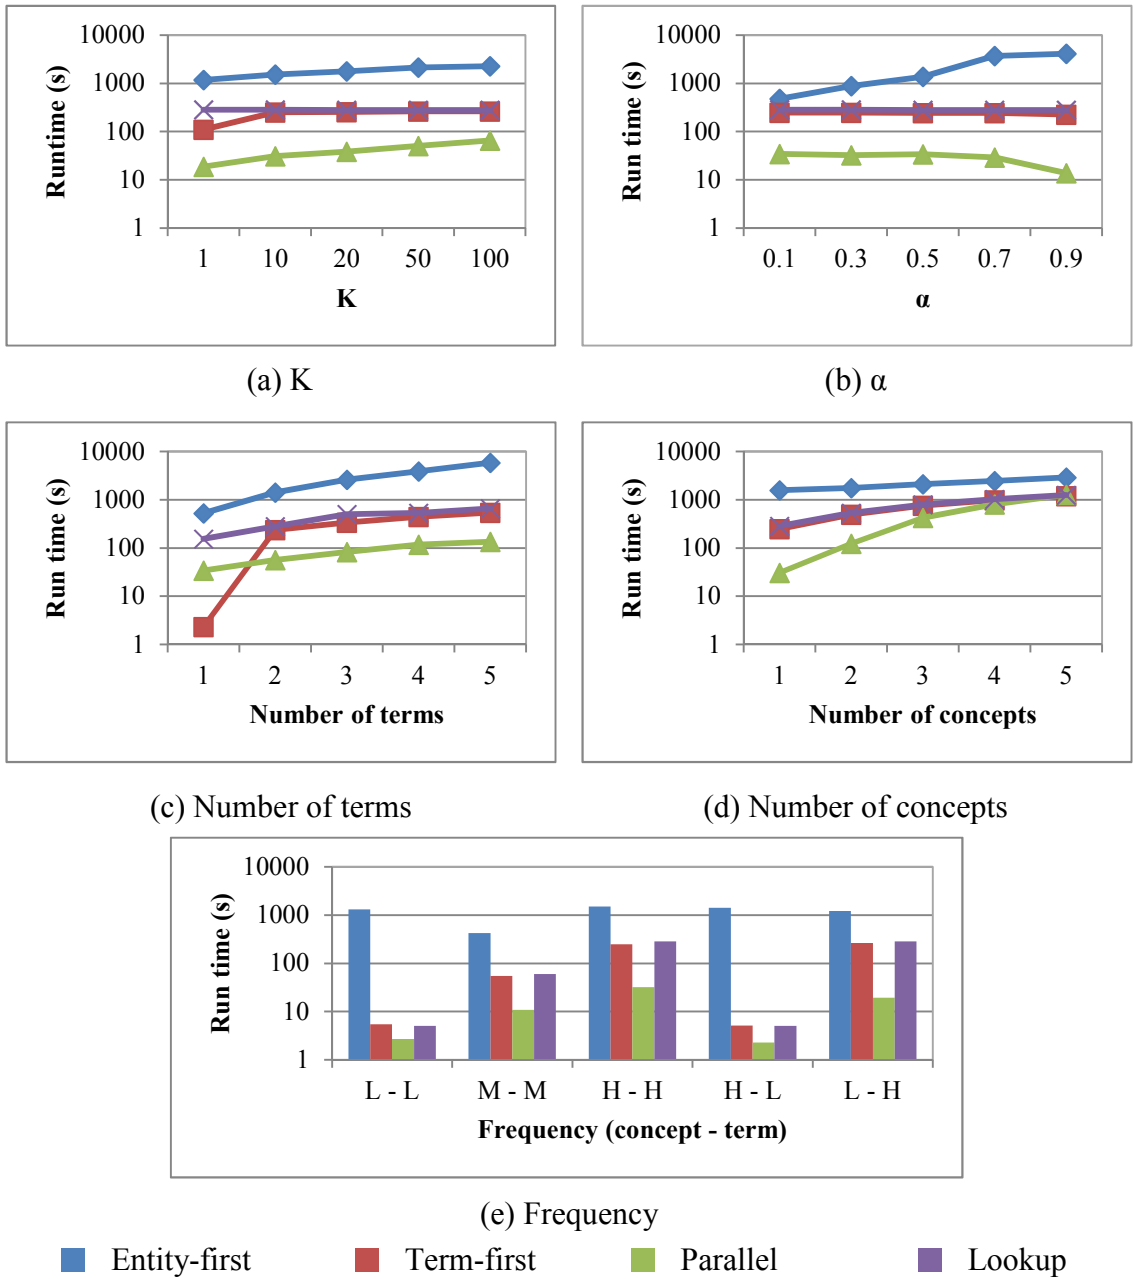 10000
1000
100
10
1
Runtime (s)
1 10 20 50 100
K
(a) K
10000
1000
100
10
1
Run time (s)
0.1 0.3 0.5 0.7 0.9
α
(b) α
10000
1000
100
10
1
Run time (s)
1 2 3 4 5
Number of terms
(c) Number of terms
10000
1000
100
10
1
Run time (s)
1 2 3 4 5
Number of concepts
(d) Number of concepts
10000
1000
100
10
1
Run time (s)
L - L M - M H - H H - L L - H
Frequency (concept - term)
(e) Frequency
Entity-first Term-first Parallel Lookup